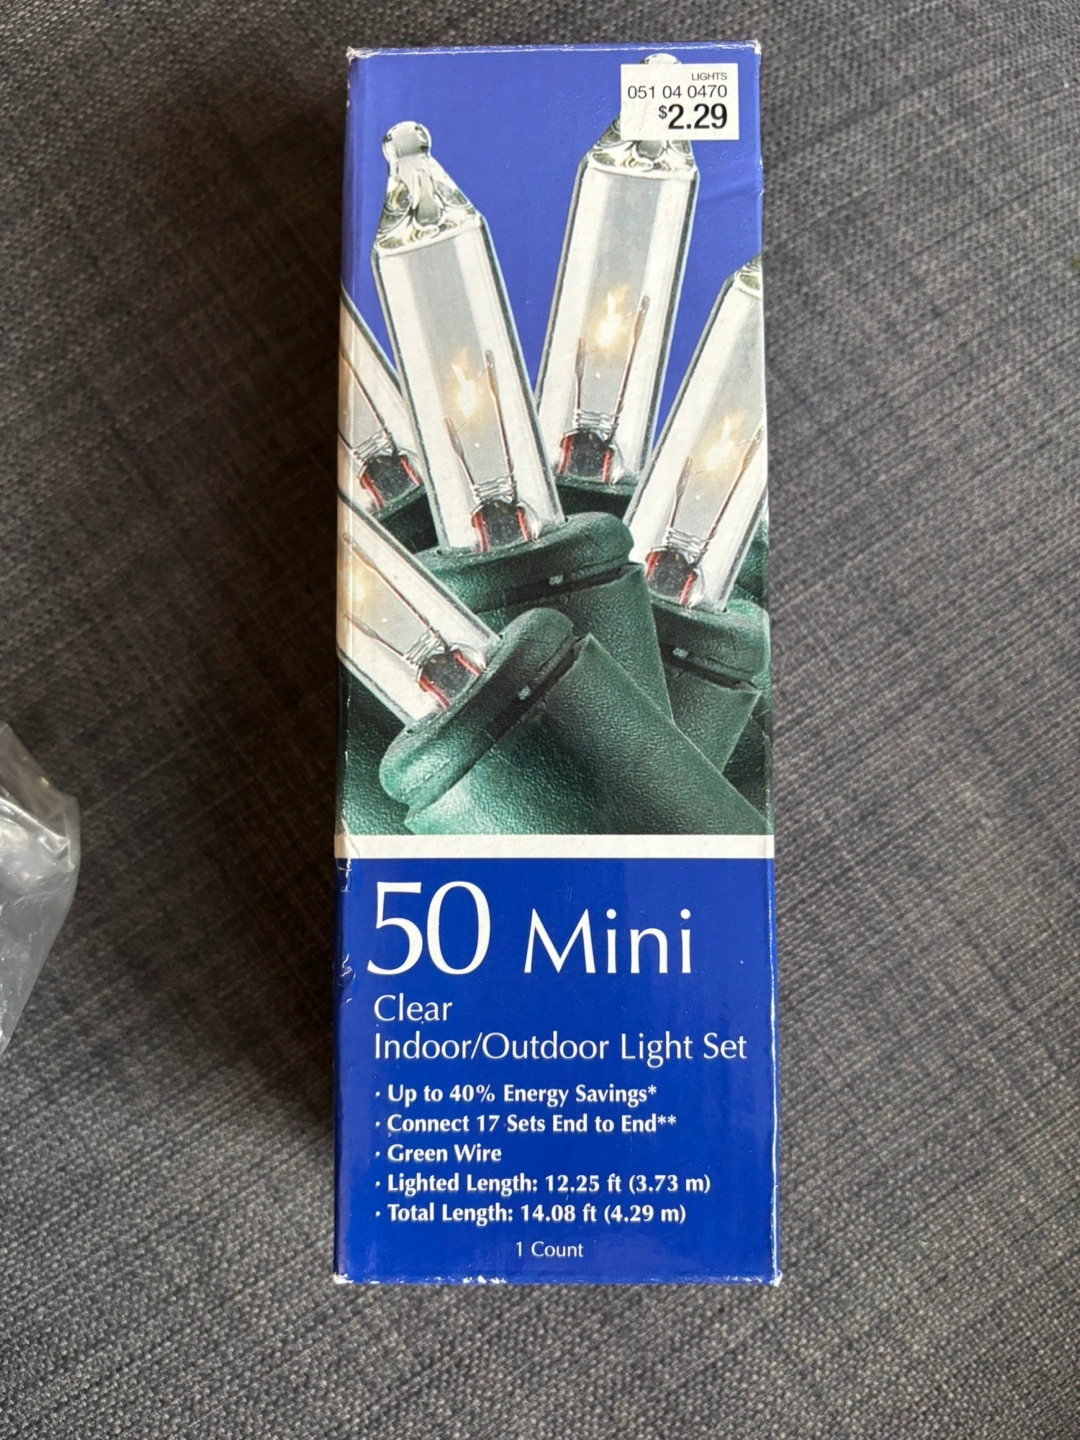 LIGHTS
051 04 0470
$2.29
50 Mini
Clear
Indoor/Outdoor Light Set
· Up to 40% Energy Savings*
· Connect 17 Sets End to End**
· Green Wire
· Lighted Length: 12.25 ft (3.73 m)
· Total Length: 14.08 ft (4.29 m)
1 Count